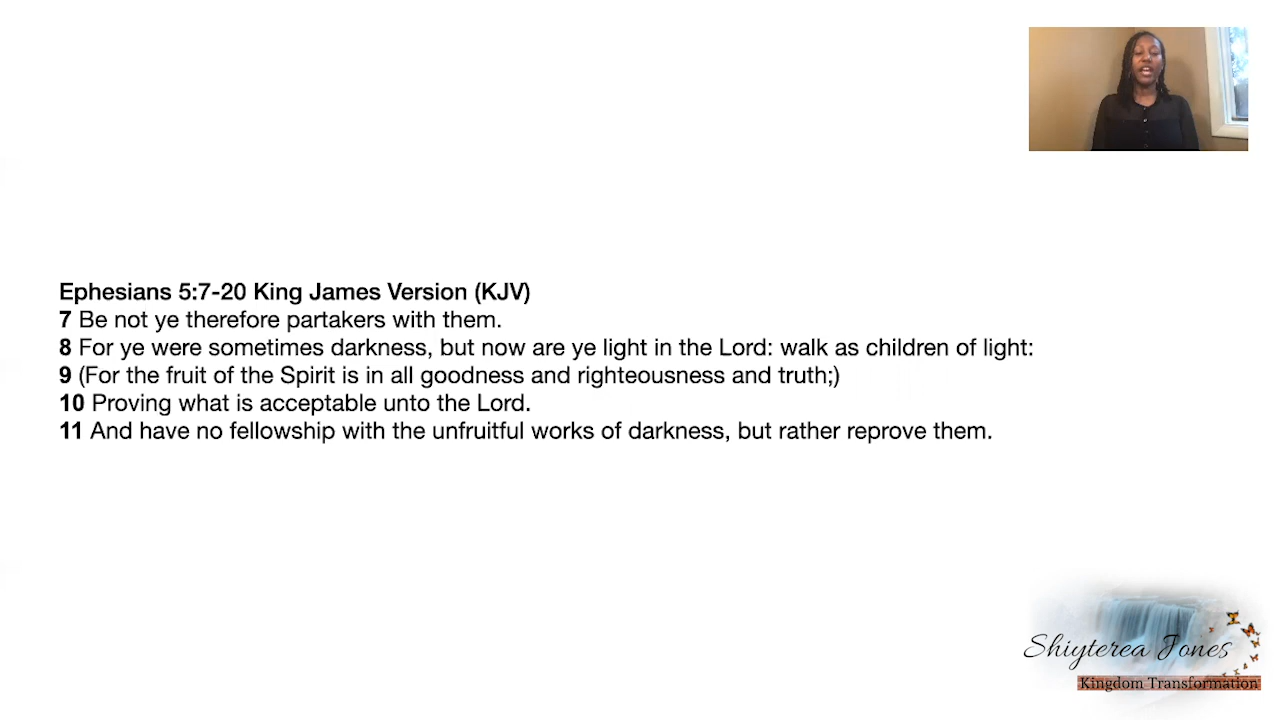 Ephesians 5:7-20 King James Version (KJV)
7 Be not ye therefore partakers with them.
8 For ye were sometimes darkness, but now are ye light in the Lord: walk as children of light:
9 (For the fruit of the Spirit is in all goodness and righteousness and truth;)
10 Proving what is acceptable unto the Lord.
11 And have no fellowship with the unfruitful works of darkness, but rather reprove them.
Shiyterea Jones
Kingdom Transformation